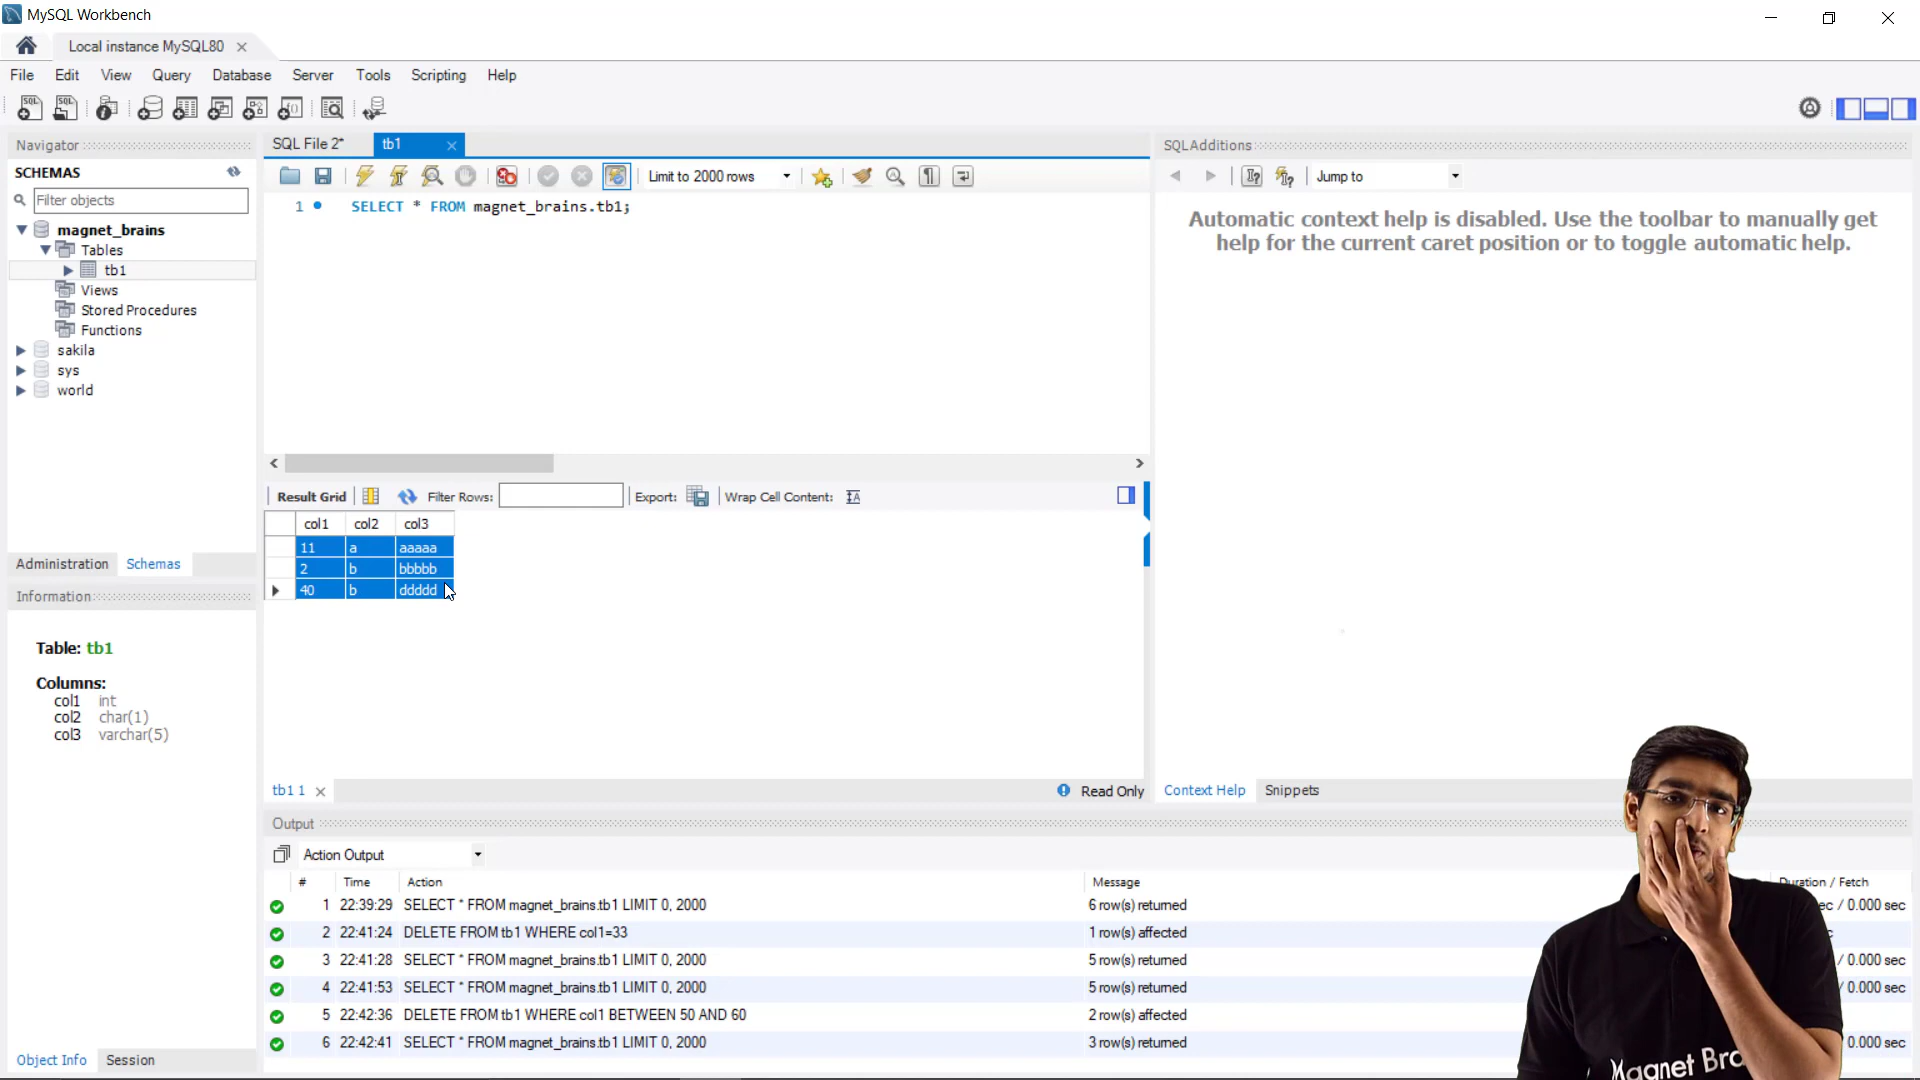 MySQL Workbench
Local instance MySQL80
File Edit View Query Database Server Tools Scripting Help
Navigator
SCHEMAS
Filter objects
magnet_brains
Tables
tb1
Views
Stored Procedures
Functions
sakila
sys
world
Administration Schemas
Information
Table: tb1
Columns:
col1 int
col2 char(1)
col3 varchar(5)
Object Info Session
SQL File 2* tb1
Limit to 2000 rows
1 SELECT * FROM magnet_brains.tb1;
Result Grid Filter Rows: Export: Wrap Cell Content:
col1 col2 col3
11 a aaaaa
2 b bbbbb
40 b ddddd
tb1 1 Read Only
SQLAdditions
Jump to
Automatic context help is disabled. Use the toolbar to manually get
help for the current caret position or to toggle automatic help.
Context Help Snippets
Output
Action Output
# Time Action Message Duration / Fetch
1 22:39:29 SELECT * FROM magnet_brains.tb1 LIMIT 0, 2000 6 row(s) returned ec / 0.000 sec
2 22:41:24 DELETE FROM tb1 WHERE col1=33 1 row(s) affected
3 22:41:28 SELECT * FROM magnet_brains.tb1 LIMIT 0, 2000 5 row(s) returned / 0.000 sec
4 22:41:53 SELECT * FROM magnet_brains.tb1 LIMIT 0, 2000 5 row(s) returned / 0.000 sec
5 22:42:36 DELETE FROM tb1 WHERE col1 BETWEEN 50 AND 60 2 row(s) affected
6 22:42:41 SELECT * FROM magnet_brains.tb1 LIMIT 0, 2000 3 row(s) returned 0.000 sec
Magnet Bra